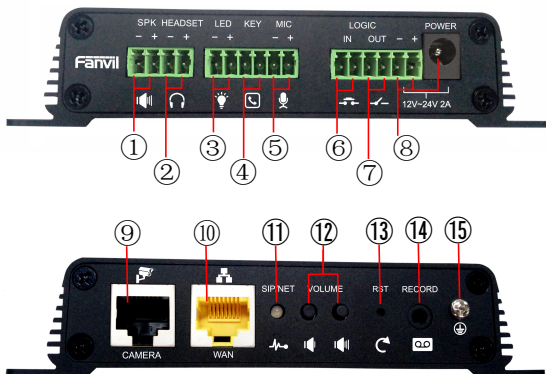 SPK HEADSET LED KEY MIC LOGIC POWER
− + − + − + − + IN OUT − +
Fanvil
12V~24V 2A
① ② ③ ④ ⑤ ⑥ ⑦ ⑧
⑨ ⑩ ⑪ ⑫ ⑬ ⑭ ⑮
SIP/NET VOLUME RST RECORD
CAMERA WAN